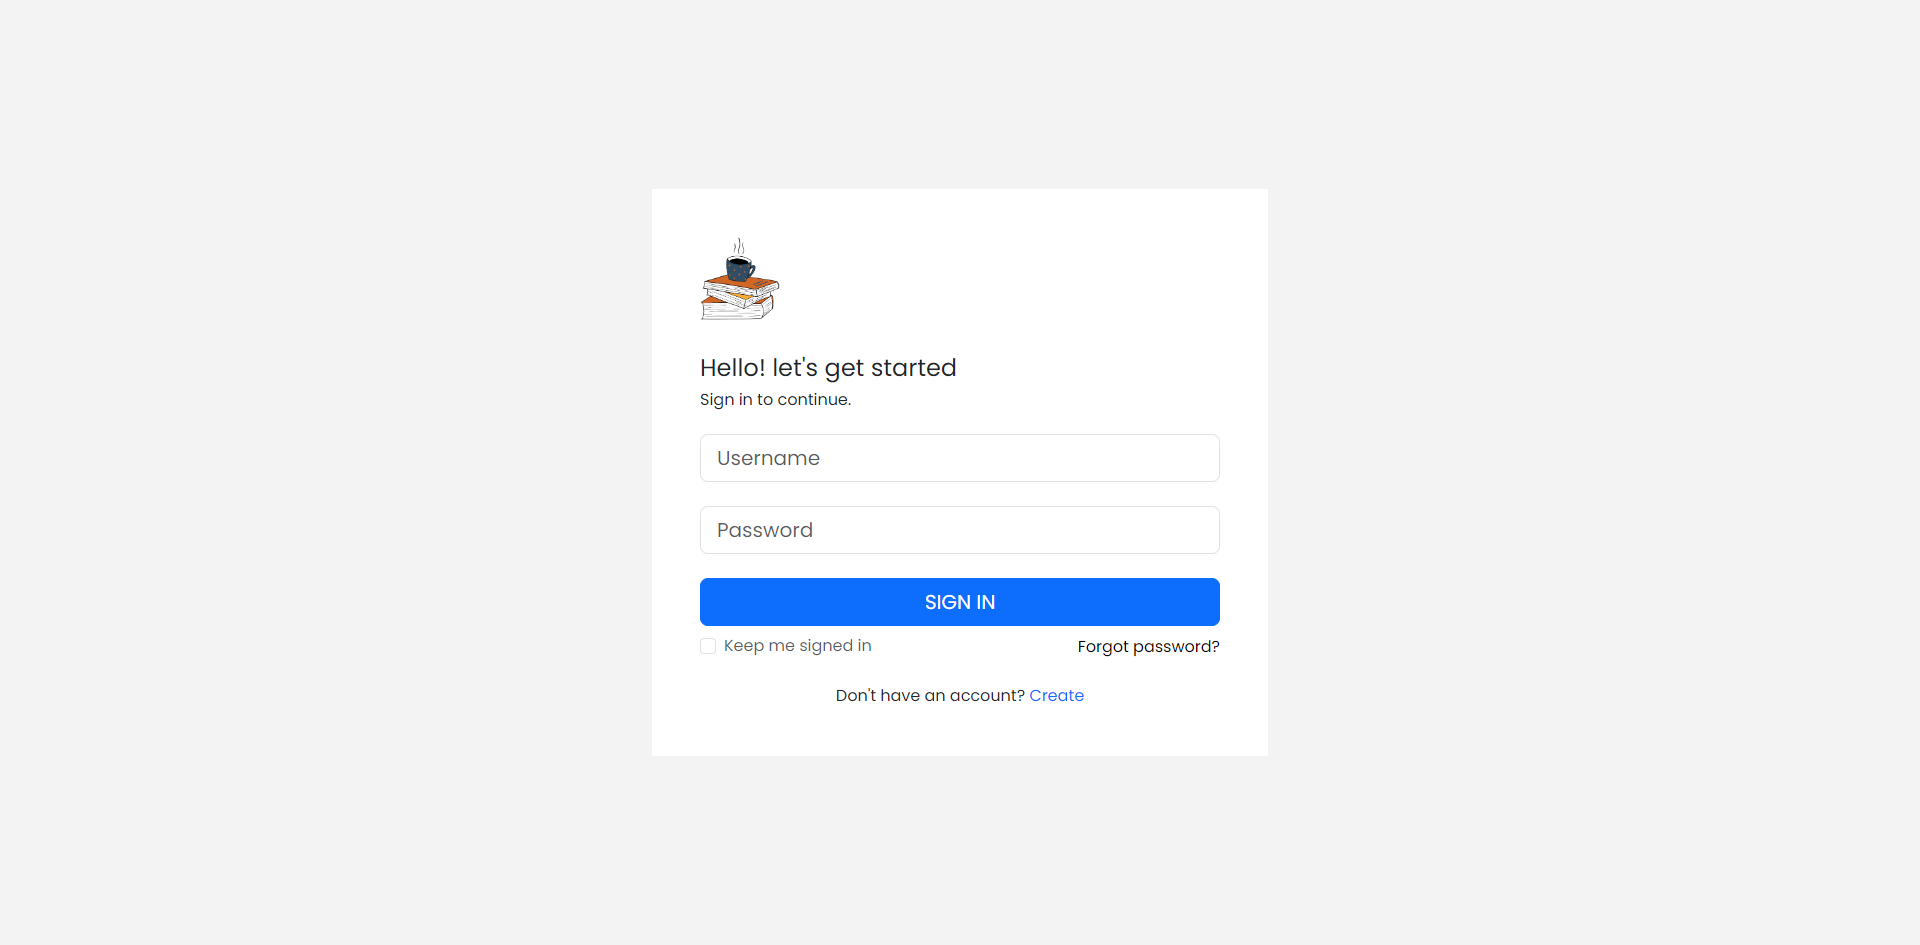 Hello! let's get started
Sign in to continue.
Username
Password
SIGN IN
Keep me signed in Forgot password?
Don't have an account? Create